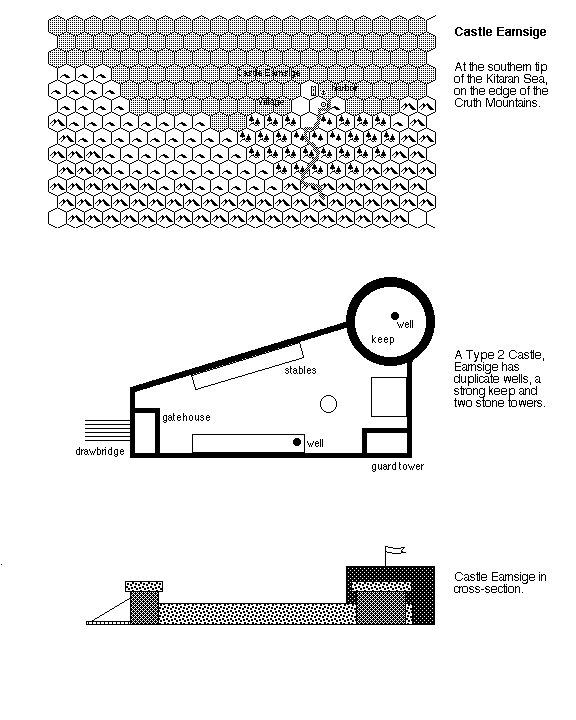 Castle Earnsige
At the southern tip
of the Kitaran Sea,
on the edge of the
Cruth Mountains.
Castle Earnsige
harbor
village
well
keep
stables
gatehouse
well
drawbridge
guard tower
A Type 2 Castle,
Earnsige has
duplicate wells, a
strong keep and
two stone towers.
Castle Earnsige in
cross-section.